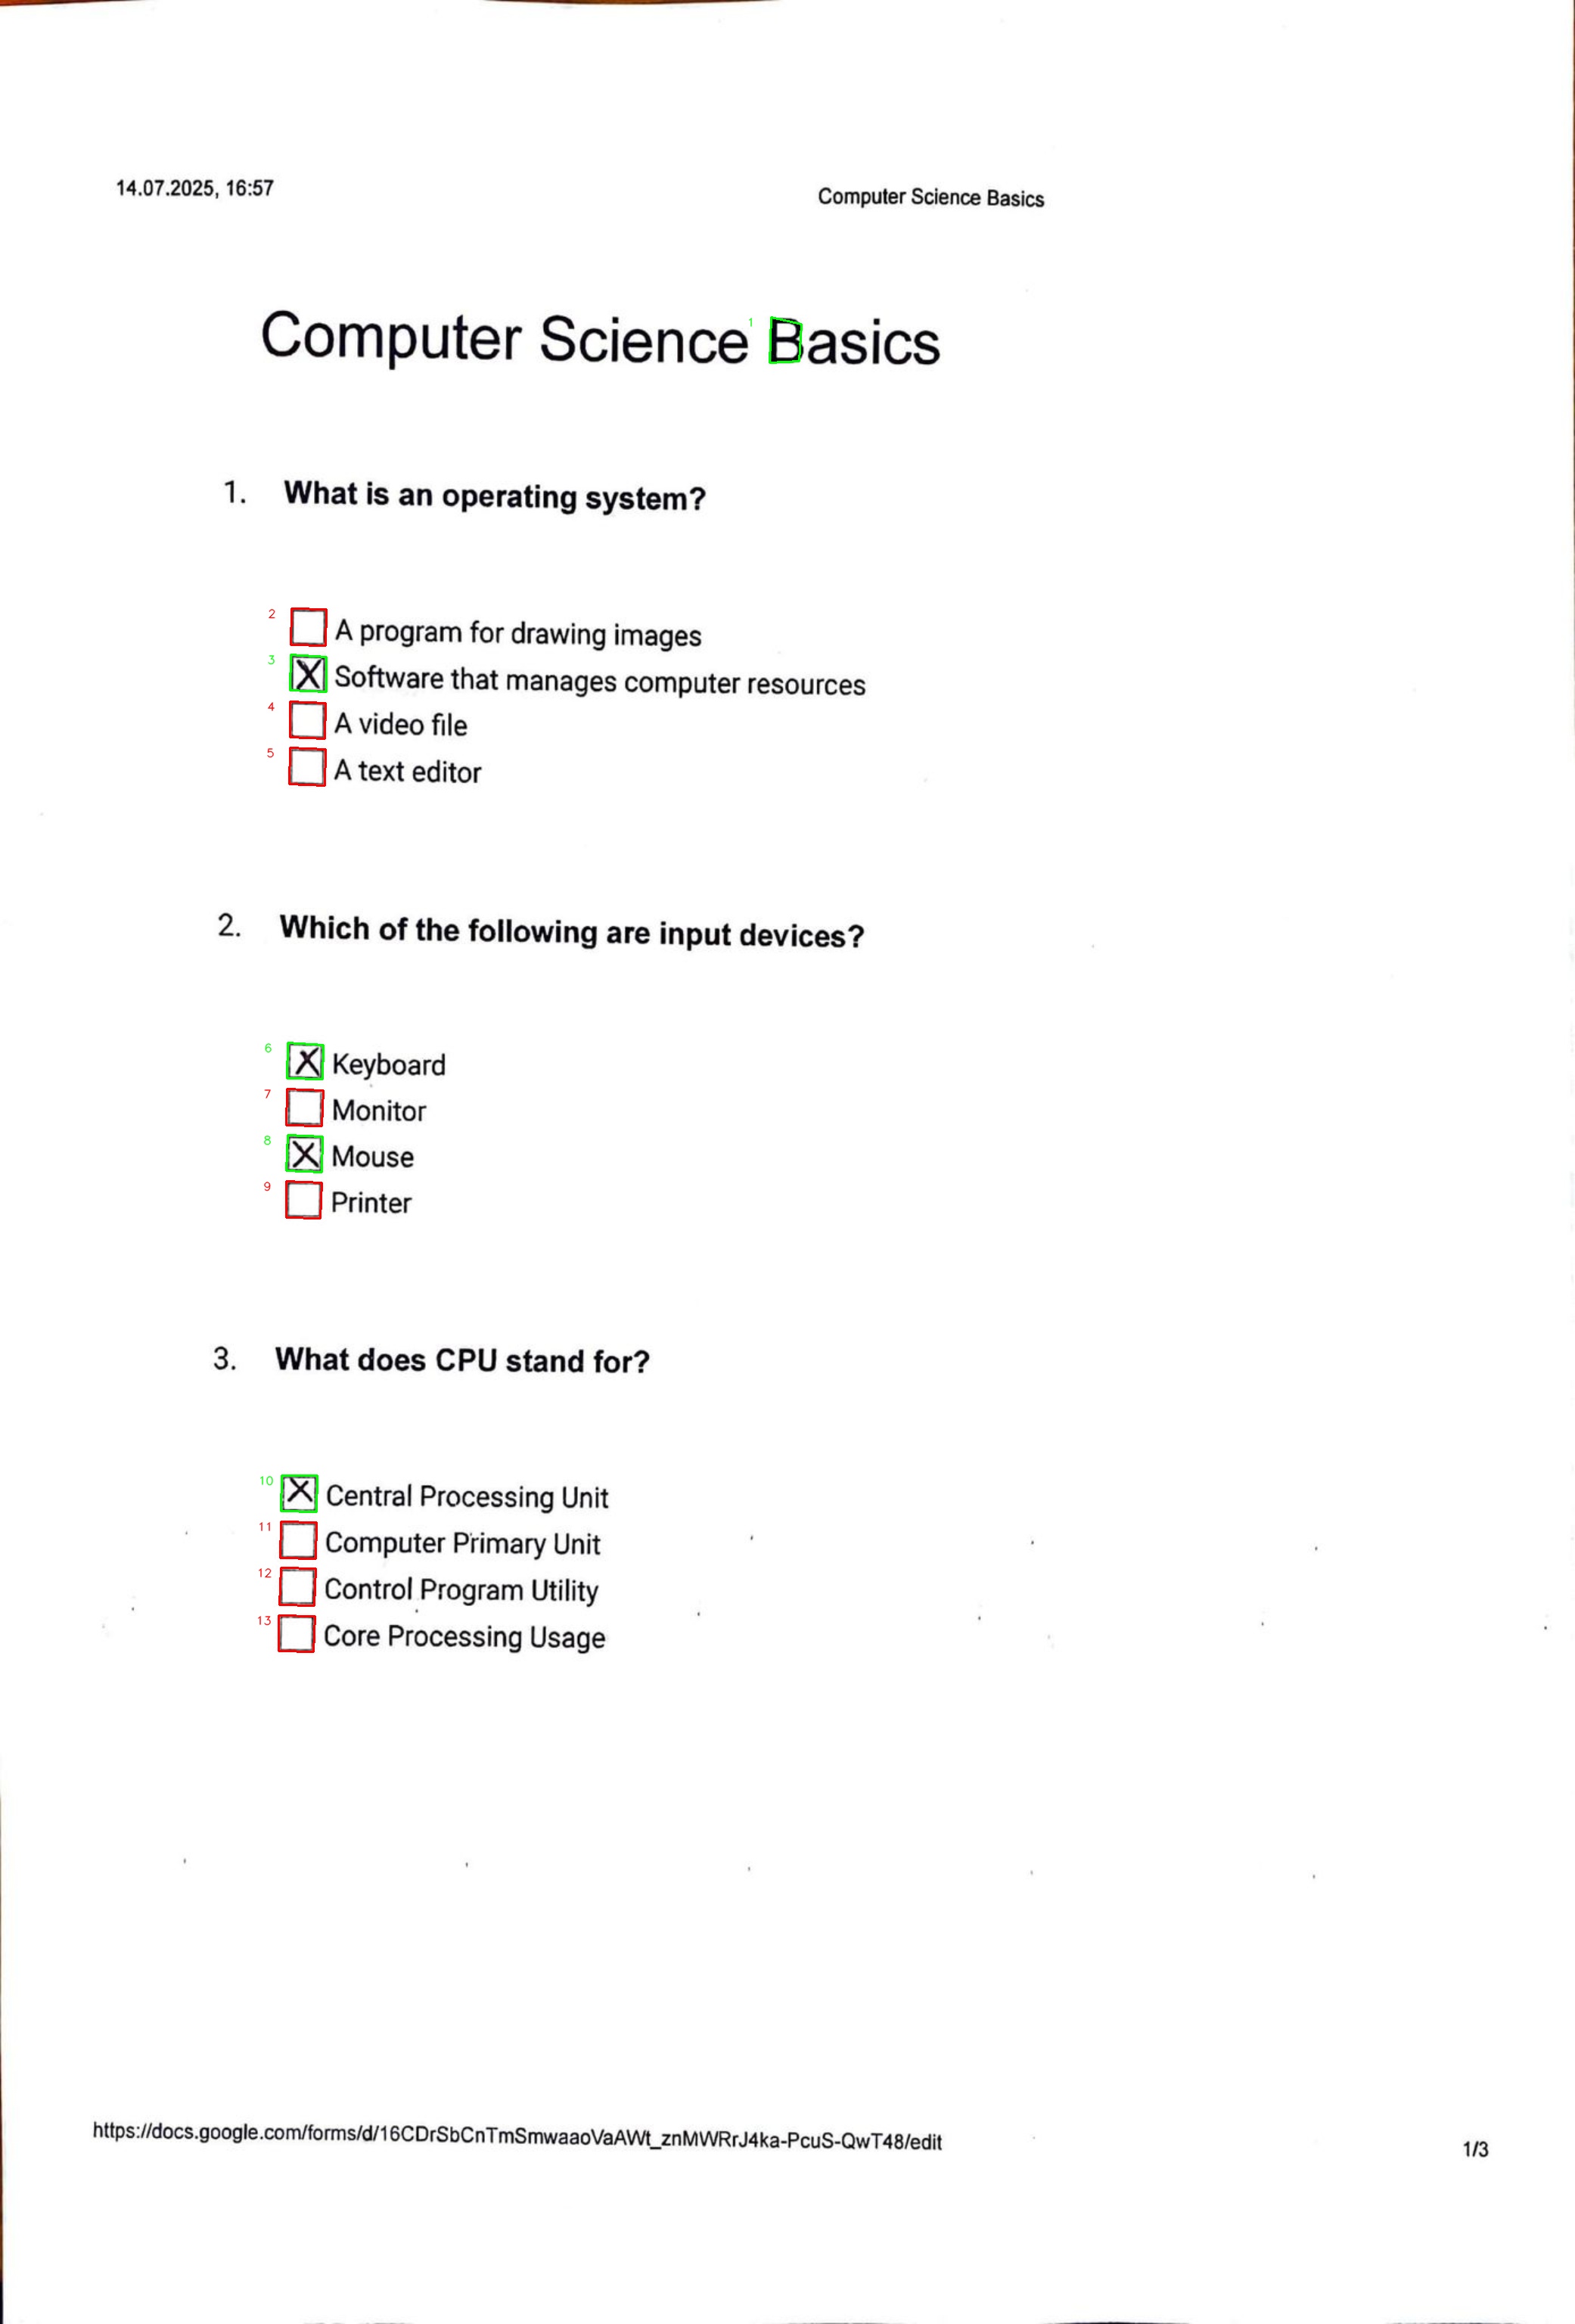 14.07.2025, 16:57 Computer Science Basics
1
Computer Science Basics
1. What is an operating system?
2 A program for drawing images
3 X Software that manages computer resources
4 A video file
5 A text editor
2. Which of the following are input devices?
6 X Keyboard
7 Monitor
8 X Mouse
9 Printer
3. What does CPU stand for?
10 X Central Processing Unit
11 Computer Primary Unit
12 Control Program Utility
13 Core Processing Usage
https://docs.google.com/forms/d/16CDrSbCnTmSmwaaoVaAWt_znMWRrJ4ka-PcuS-QwT48/edit 1/3